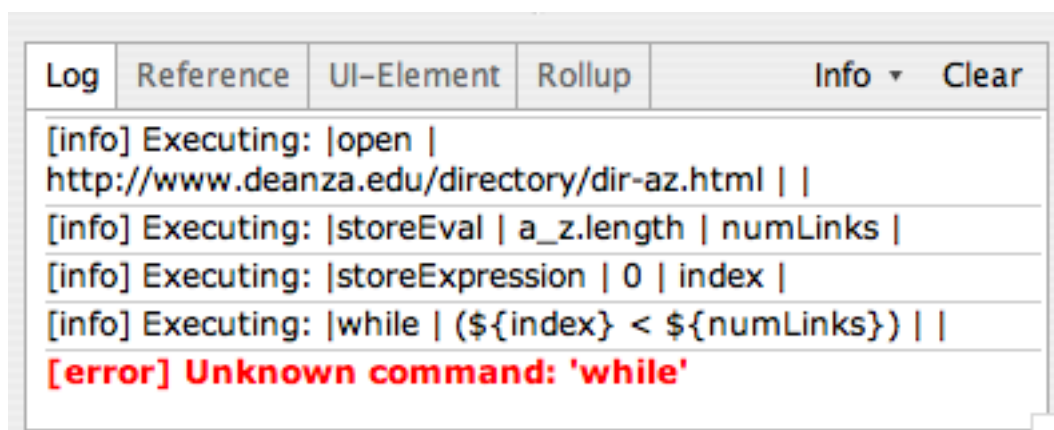 Log Reference UI-Element Rollup Info Clear
[info] Executing: |open |
http://www.deanza.edu/directory/dir-az.html | |
[info] Executing: |storeEval | a_z.length | numLinks |
[info] Executing: |storeExpression | 0 | index |
[info] Executing: |while | (${index} < ${numLinks}) | |
[error] Unknown command: 'while'